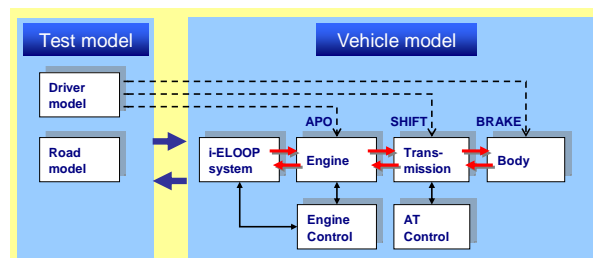 Test model
Vehicle model
Driver
model
APO
SHIFT
BRAKE
Road
model
i-ELOOP
system
Engine
Trans-
mission
Body
Engine
Control
AT
Control